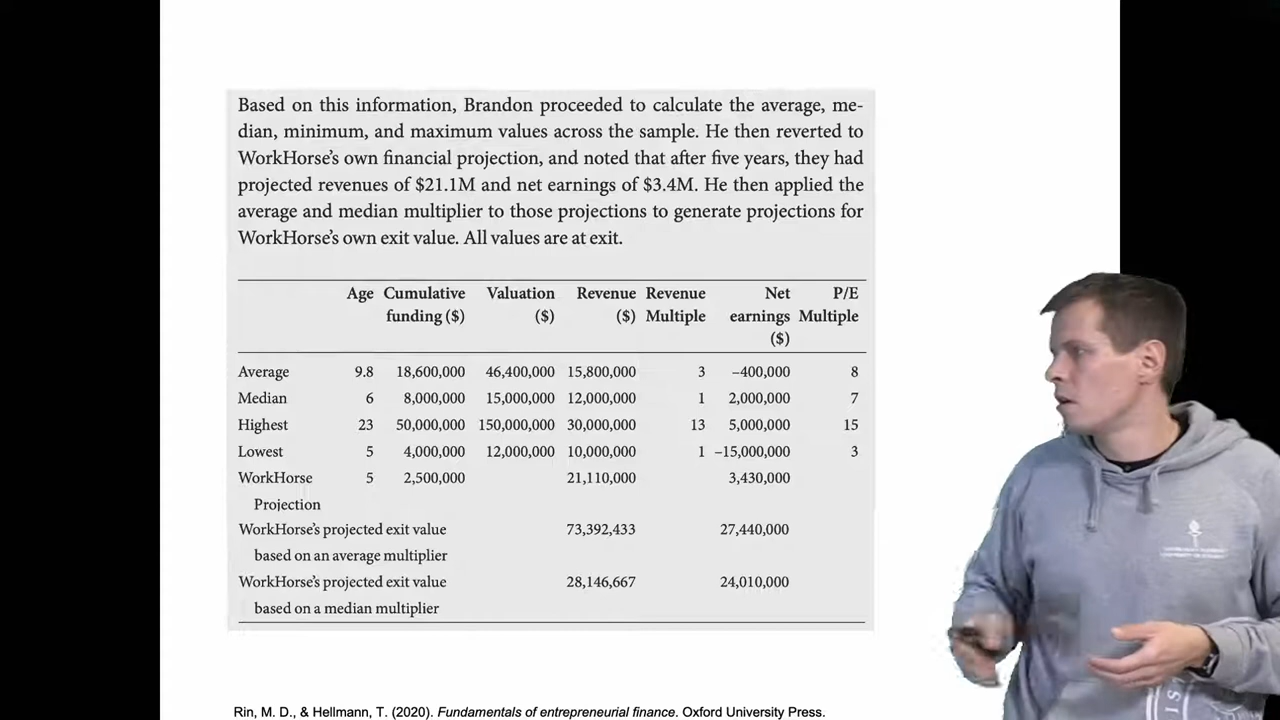 Based on this information, Brandon proceeded to calculate the average, me-
dian, minimum, and maximum values across the sample. He then reverted to
WorkHorse's own financial projection, and noted that after five years, they had
projected revenues of $21.1M and net earnings of $3.4M. He then applied the
average and median multiplier to those projections to generate projections for
WorkHorse's own exit value. All values are at exit.
Age Cumulative Valuation Revenue Revenue Net P/E
funding ($) ($) ($) Multiple earnings Multiple
($)
Average 9.8 18,600,000 46,400,000 15,800,000 3 –400,000 8
Median 6 8,000,000 15,000,000 12,000,000 1 2,000,000 7
Highest 23 50,000,000 150,000,000 30,000,000 13 5,000,000 15
Lowest 5 4,000,000 12,000,000 10,000,000 1 –15,000,000 3
WorkHorse 5 2,500,000 21,110,000 3,430,000
Projection
WorkHorse's projected exit value 73,392,433 27,440,000
based on an average multiplier
WorkHorse's projected exit value 28,146,667 24,010,000
based on a median multiplier
Rin, M. D., & Hellmann, T. (2020). Fundamentals of entrepreneurial finance. Oxford University Press.